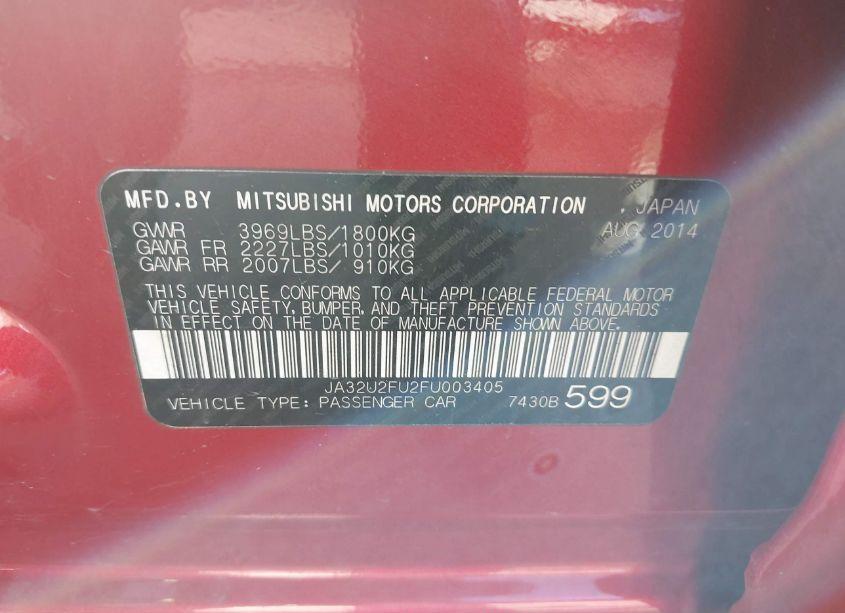 MFD.BY MITSUBISHI MOTORS CORPORATION . JAPAN
GVWR 3969LBS/1800KG AUG 2014
GAWR FR 2227LBS/1010KG
GAWR RR 2007LBS/ 910KG
THIS VEHICLE CONFORMS TO ALL APPLICABLE FEDERAL MOTOR
VEHICLE SAFETY, BUMPER, AND THEFT PREVENTION STANDARDS
IN EFFECT ON THE DATE OF MANUFACTURE SHOWN ABOVE.
JA32U2FU2FU003405
VEHICLE TYPE: PASSENGER CAR 7430B 599